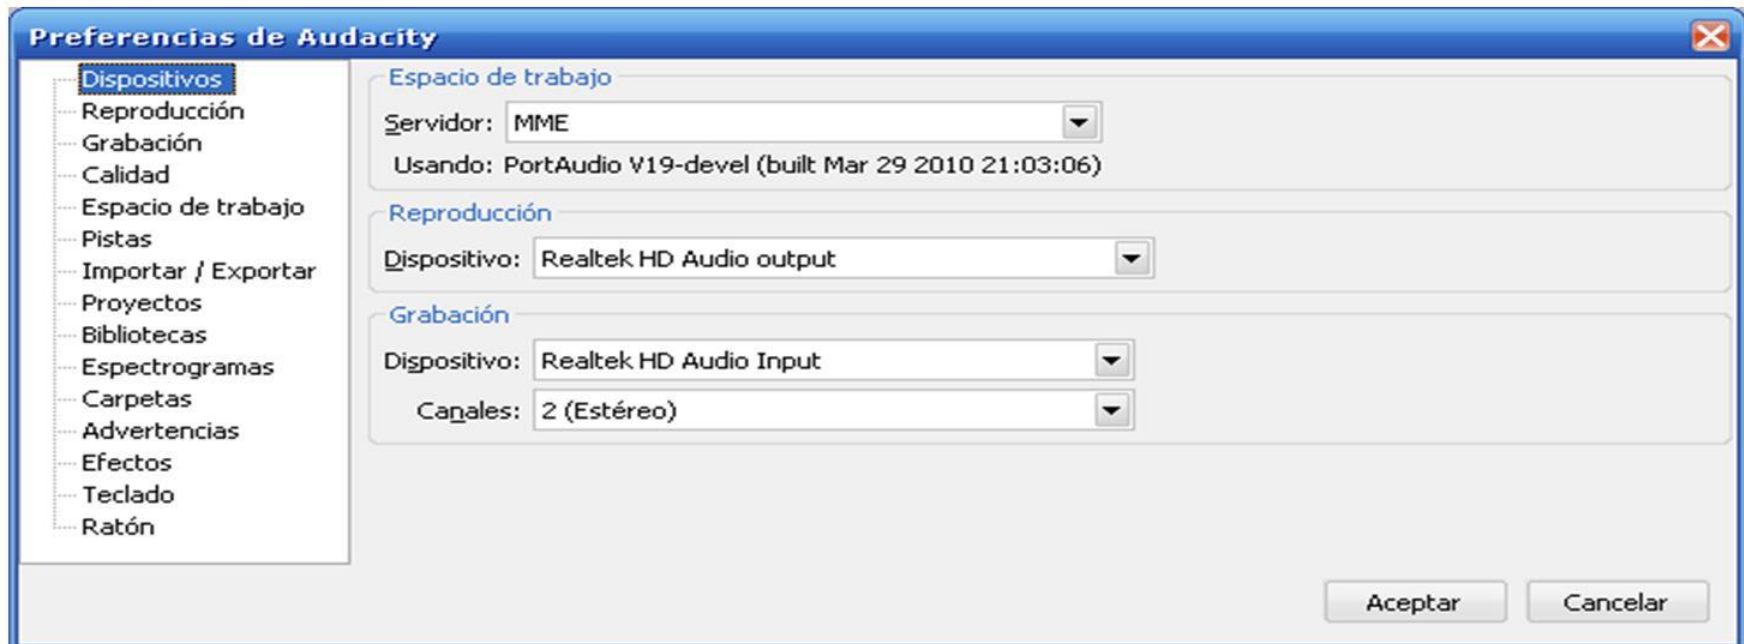 Preferencias de Audacity
Dispositivos
Reproducción
Grabación
Calidad
Espacio de trabajo
Pistas
Importar / Exportar
Proyectos
Bibliotecas
Espectrogramas
Carpetas
Advertencias
Efectos
Teclado
Ratón
Espacio de trabajo
Servidor: MME
Usando: PortAudio V19-devel (built Mar 29 2010 21:03:06)
Reproducción
Dispositivo: Realtek HD Audio output
Grabación
Dispositivo: Realtek HD Audio Input
Canales: 2 (Estéreo)
Aceptar Cancelar